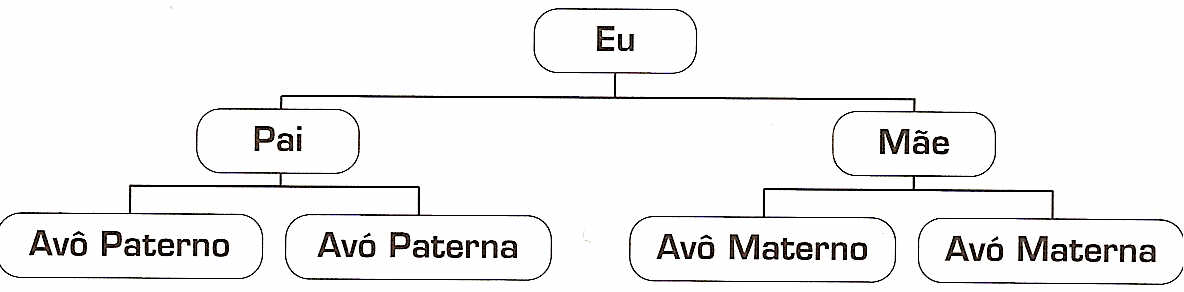 Eu
Pai
Mãe
Avô Paterno
Avó Paterna
Avô Materno
Avó Materna